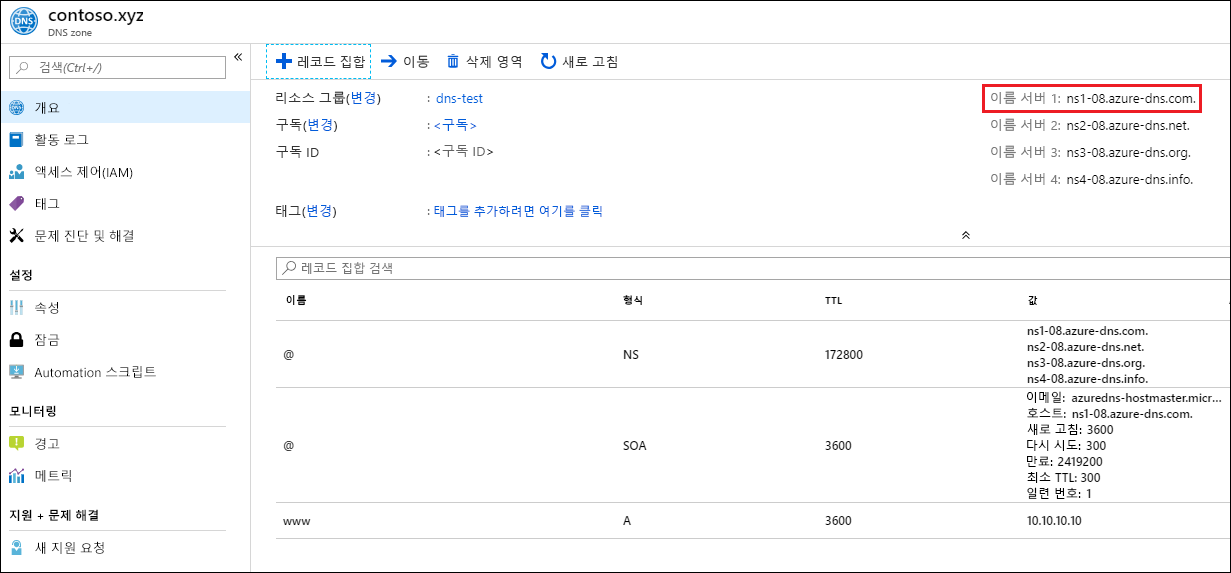 contoso.xyz
DNS zone
검색(Ctrl+/)
개요
활동 로그
액세스 제어(IAM)
태그
문제 진단 및 해결
설정
속성
잠금
Automation 스크립트
모니터링
경고
메트릭
지원 + 문제 해결
새 지원 요청
레코드 집합 이동 삭제 영역 새로 고침
리소스 그룹(변경) : dns-test
구독(변경) : <구독>
구독 ID : <구독 ID>
태그(변경) : 태그를 추가하려면 여기를 클릭
이름 서버 1: ns1-08.azure-dns.com.
이름 서버 2: ns2-08.azure-dns.net.
이름 서버 3: ns3-08.azure-dns.org.
이름 서버 4: ns4-08.azure-dns.info.
레코드 집합 검색
이름 형식 TTL 값
@ NS 172800 ns1-08.azure-dns.com.
ns2-08.azure-dns.net.
ns3-08.azure-dns.org.
ns4-08.azure-dns.info.
@ SOA 3600 이메일: azuredns-hostmaster.micr...
호스트: ns1-08.azure-dns.com.
새로 고침: 3600
다시 시도: 300
만료: 2419200
최소 TTL: 300
일련 번호: 1
www A 3600 10.10.10.10